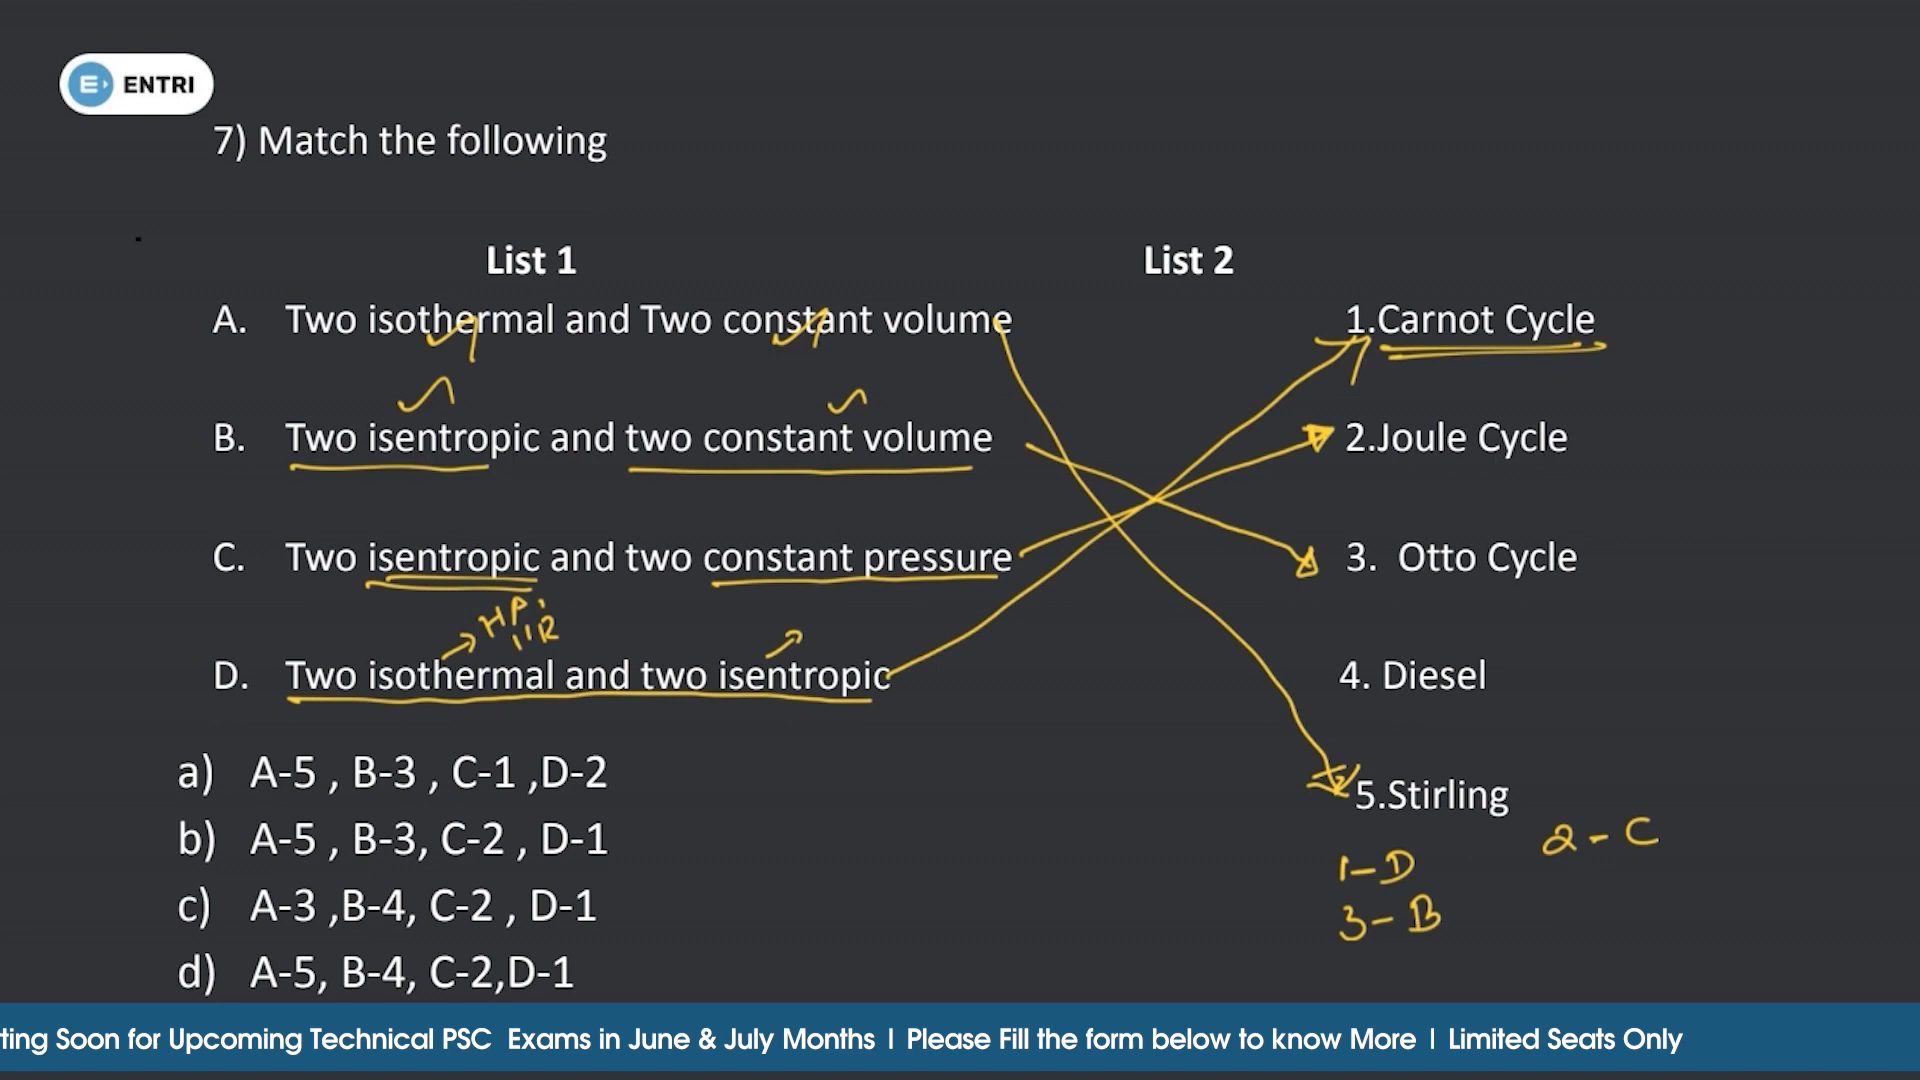 ENTRI
7) Match the following
List 1 List 2
A. Two isothermal and Two constant volume 1.Carnot Cycle
B. Two isentropic and two constant volume 2.Joule Cycle
C. Two isentropic and two constant pressure 3. Otto Cycle
HP,
"R
D. Two isothermal and two isentropic 4. Diesel
a) A-5 , B-3 , C-1 ,D-2
5.Stirling
b) A-5 , B-3, C-2 , D-1
2-C
1-D
c) A-3 ,B-4, C-2 , D-1
3-B
d) A-5, B-4, C-2,D-1
ting Soon for Upcoming Technical PSC Exams in June & July Months | Please Fill the form below to know More | Limited Seats Only